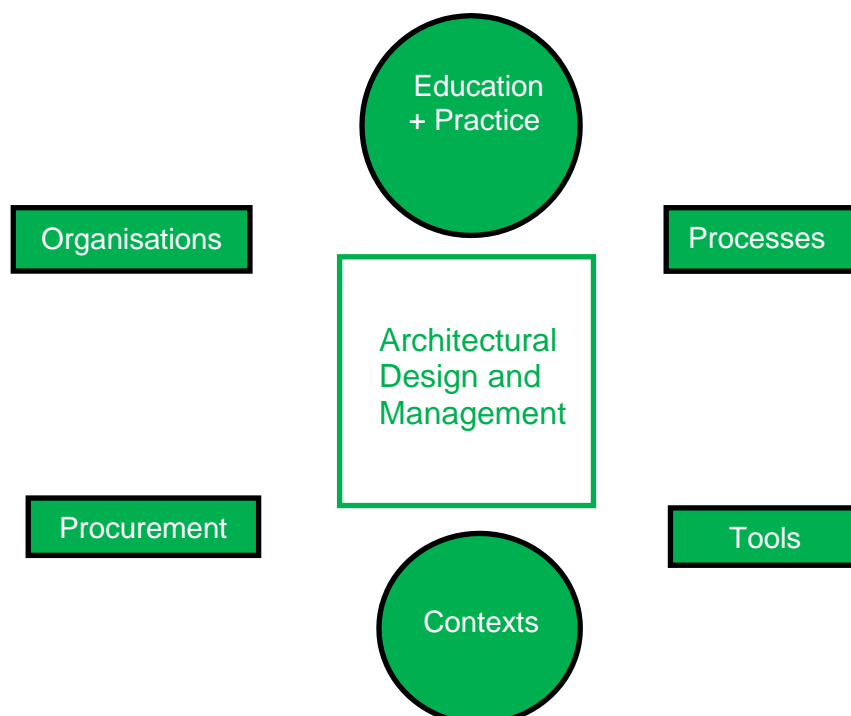 Education
+ Practice
Organisations
Processes
Architectural
Design and
Management
Procurement
Tools
Contexts